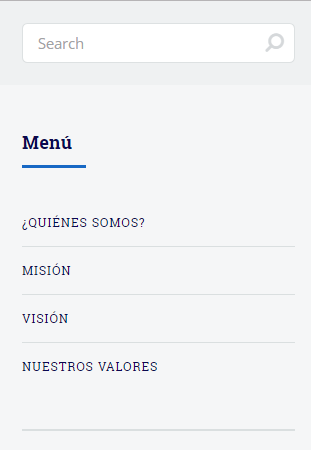 Search
Menú
¿QUIÉNES SOMOS?
MISIÓN
VISIÓN
NUESTROS VALORES